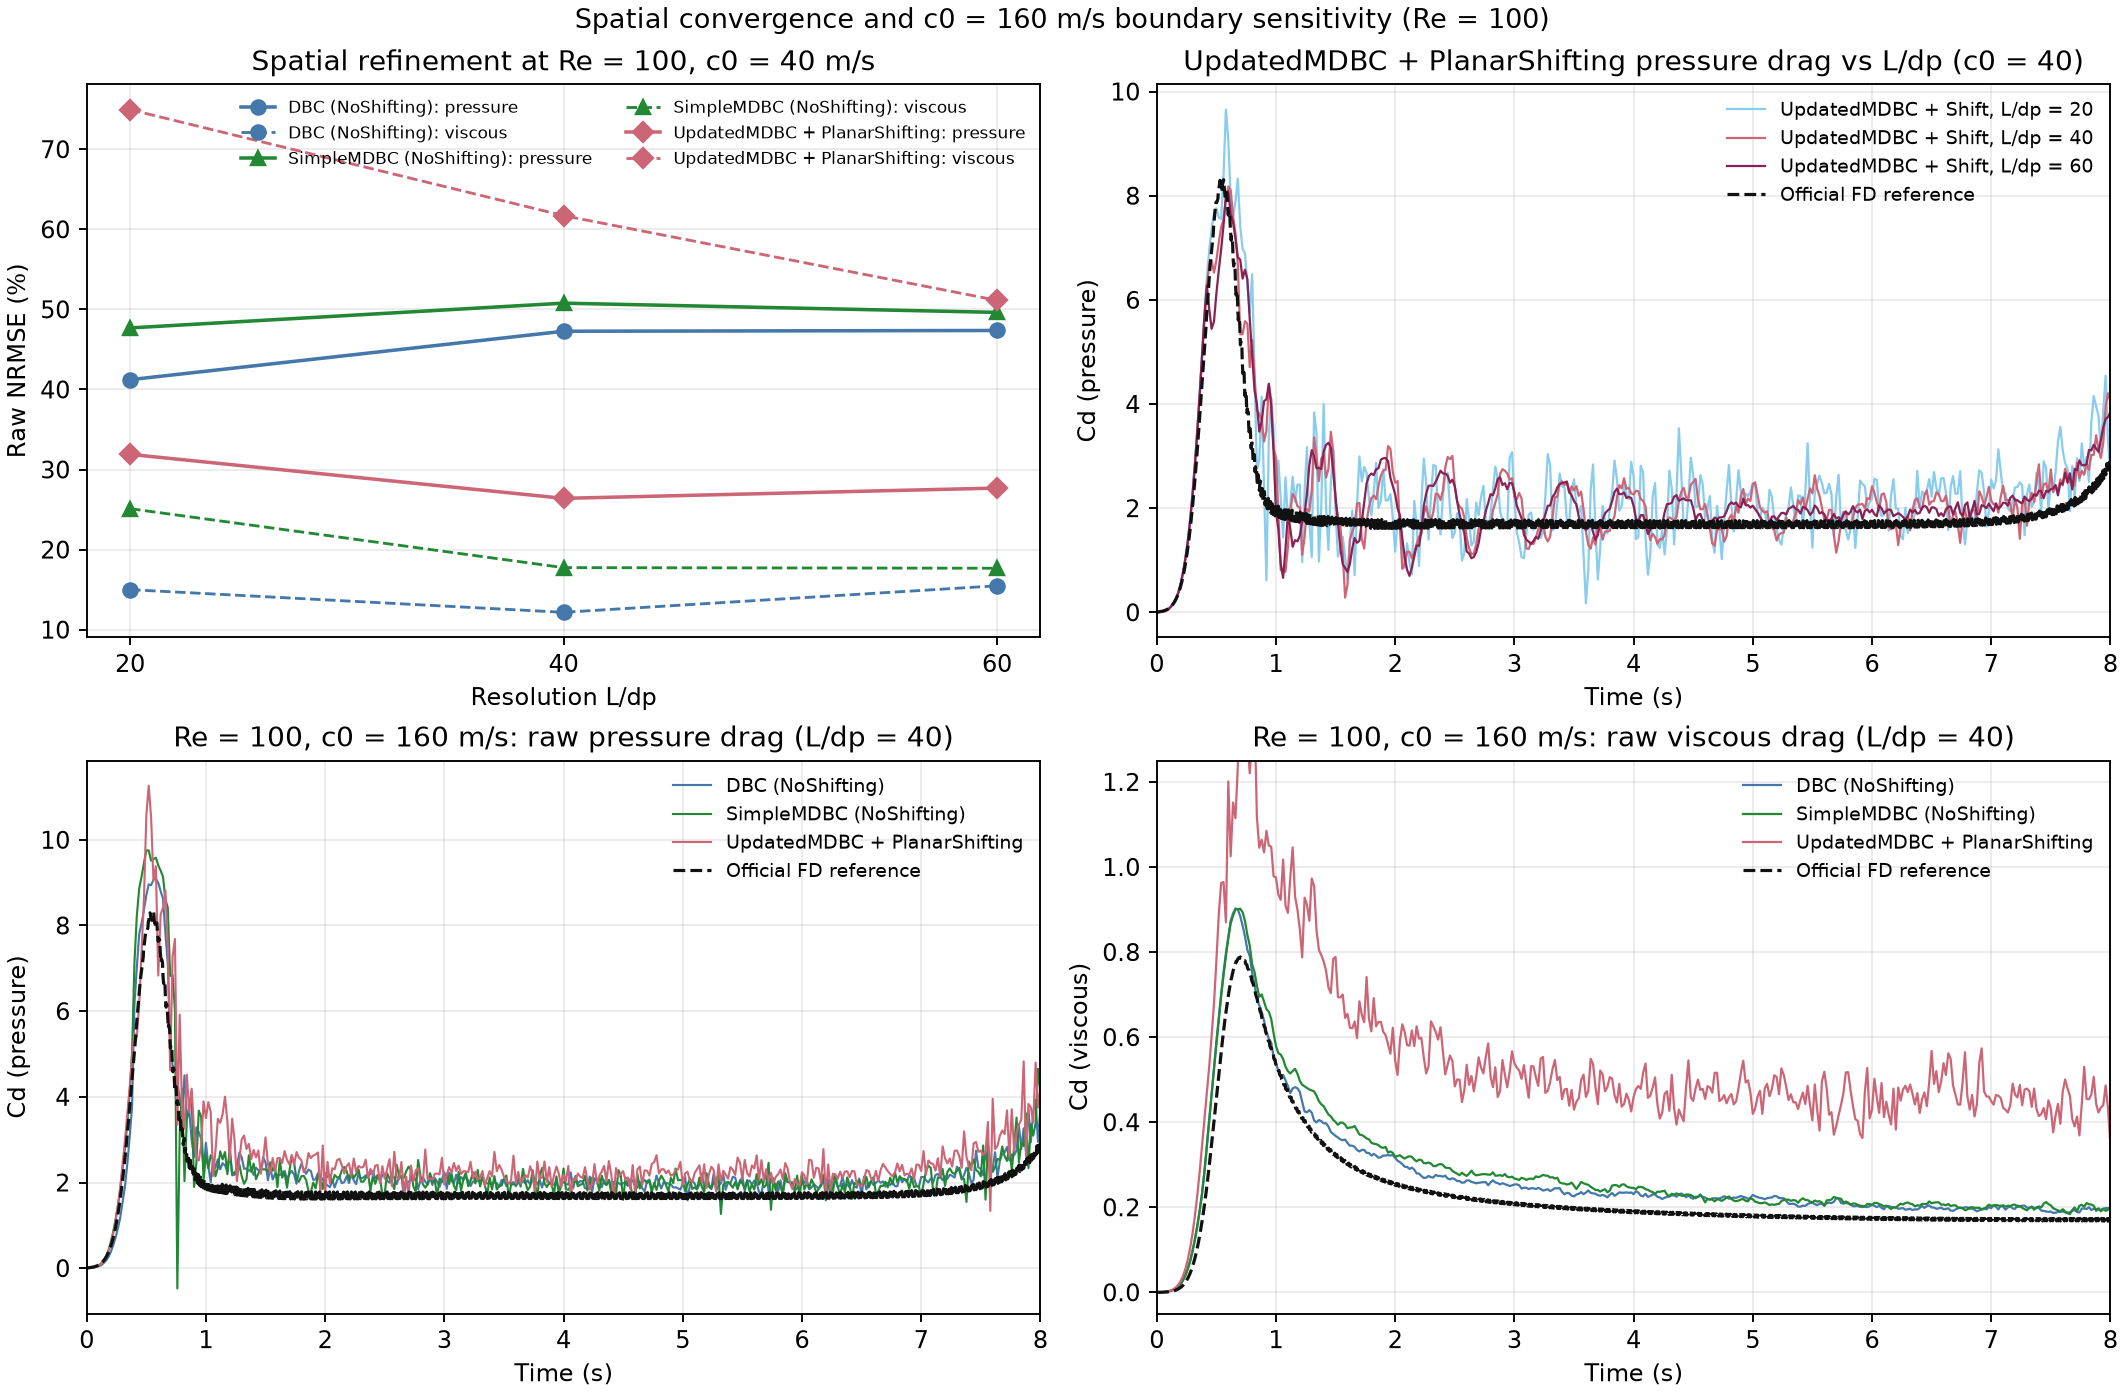 Spatial convergence and c0 = 160 m/s boundary sensitivity (Re = 100)
Spatial refinement at Re = 100, c0 = 40 m/s
DBC (NoShifting): pressure
DBC (NoShifting): viscous
SimpleMDBC (NoShifting): pressure
SimpleMDBC (NoShifting): viscous
UpdatedMDBC + PlanarShifting: pressure
UpdatedMDBC + PlanarShifting: viscous
Raw NRMSE (%)
70
60
50
40
30
20
10
20 40 60
Resolution L/dp
UpdatedMDBC + PlanarShifting pressure drag vs L/dp (c0 = 40)
UpdatedMDBC + Shift, L/dp = 20
UpdatedMDBC + Shift, L/dp = 40
UpdatedMDBC + Shift, L/dp = 60
Official FD reference
Cd (pressure)
10
8
6
4
2
0
0 1 2 3 4 5 6 7 8
Time (s)
Re = 100, c0 = 160 m/s: raw pressure drag (L/dp = 40)
DBC (NoShifting)
SimpleMDBC (NoShifting)
UpdatedMDBC + PlanarShifting
Official FD reference
Cd (pressure)
10
8
6
4
2
0
0 1 2 3 4 5 6 7 8
Time (s)
Re = 100, c0 = 160 m/s: raw viscous drag (L/dp = 40)
DBC (NoShifting)
SimpleMDBC (NoShifting)
UpdatedMDBC + PlanarShifting
Official FD reference
Cd (viscous)
1.2
1.0
0.8
0.6
0.4
0.2
0.0
0 1 2 3 4 5 6 7 8
Time (s)